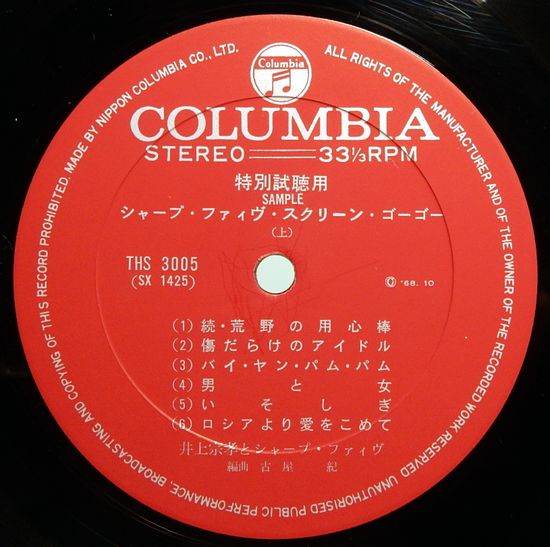 Columbia
COLUMBIA
STEREO 33⅓RPM
特別試聴用
SAMPLE
シャープ・ファイヴ・スクリーン・ゴーゴー
(上)
THS 3005
(SX 1425)
© '68.10
(1) 続・荒野の用心棒
(2) 傷だらけのアイドル
(3) バイ・ヤン・パム・パム
(4) 男と女
(5) いそしぎ
(6) ロシアより愛をこめて
井上宗孝とシャープ・ファイヴ
編曲 古屋 紀
MADE BY NIPPON COLUMBIA CO., LTD. ALL RIGHTS OF THE MANUFACTURER AND OF THE OWNER OF THE RECORDED WORK RESERVED UNAUTHORISED PUBLIC PERFORMANCE, BROADCASTING AND COPYING OF THIS RECORD PROHIBITED.